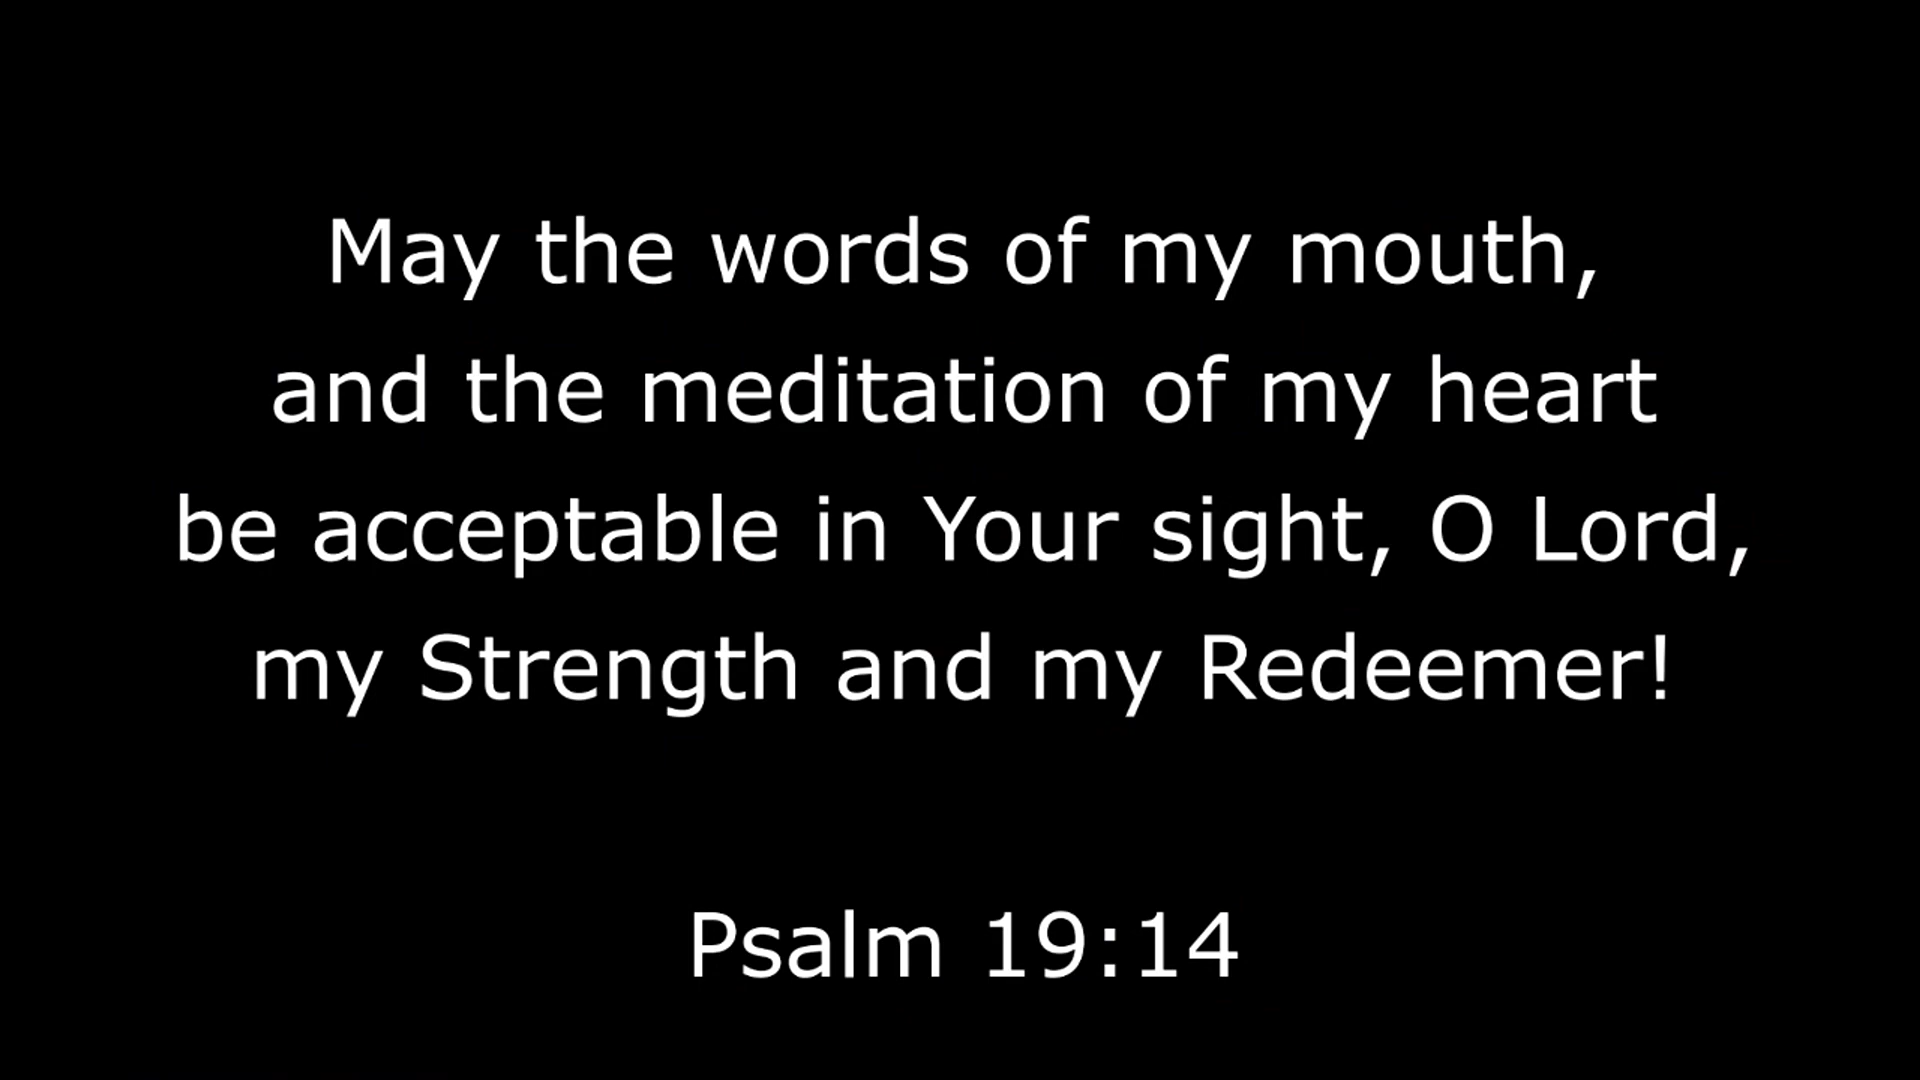 May the words of my mouth,
and the meditation of my heart
be acceptable in Your sight, O Lord,
my Strength and my Redeemer!
Psalm 19:14